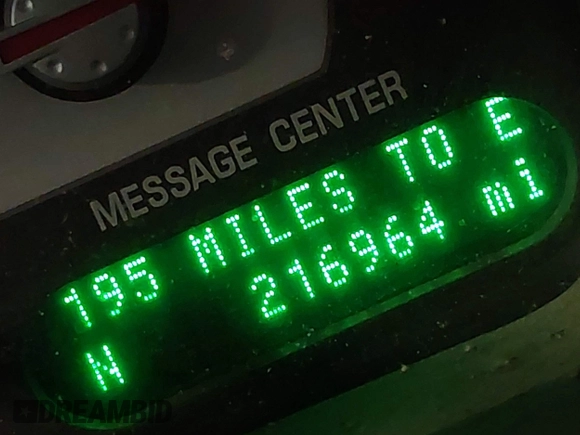 MESSAGE CENTER
195 MILES TO E
N 216964 mi
DREAMBID